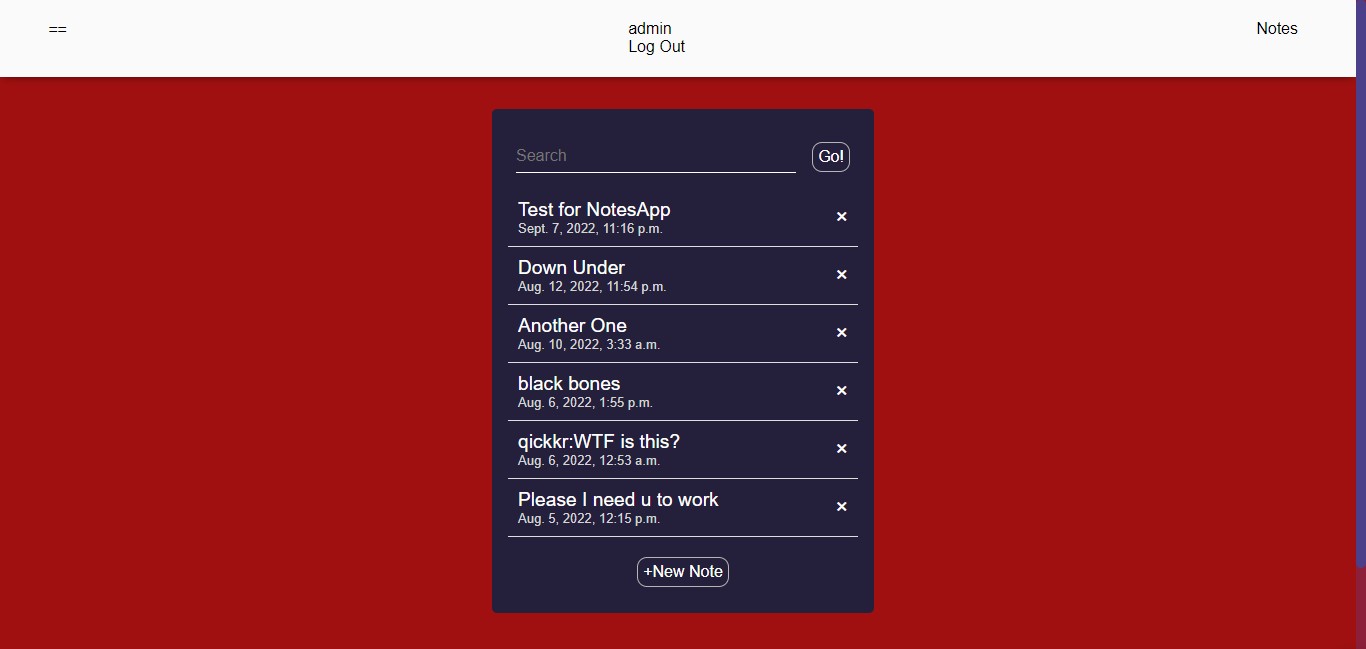 ==
admin
Log Out
Notes
Search
Go!
Test for NotesApp
×
Sept. 7, 2022, 11:16 p.m.
Down Under
×
Aug. 12, 2022, 11:54 p.m.
Another One
×
Aug. 10, 2022, 3:33 a.m.
black bones
×
Aug. 6, 2022, 1:55 p.m.
qickkr:WTF is this?
×
Aug. 6, 2022, 12:53 a.m.
Please I need u to work
×
Aug. 5, 2022, 12:15 p.m.
+New Note